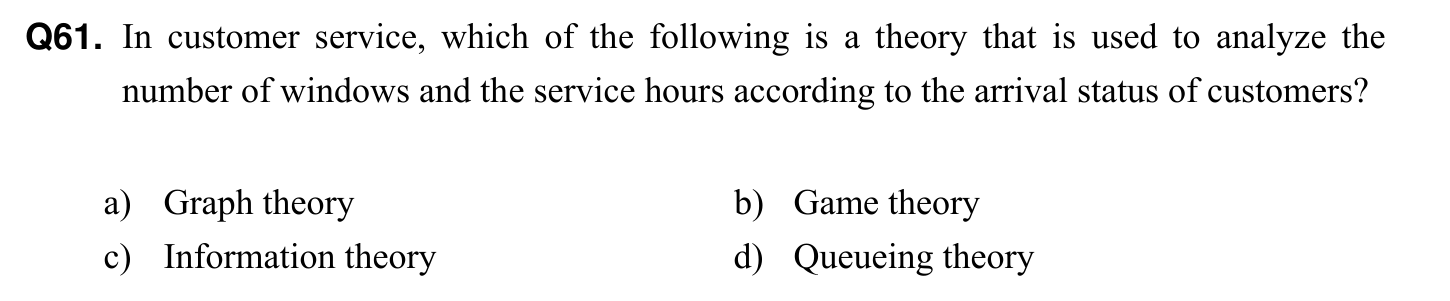 Q61. In customer service, which of the following is a theory that is used to analyze the
number of windows and the service hours according to the arrival status of customers?
a) Graph theory b) Game theory
c) Information theory d) Queueing theory